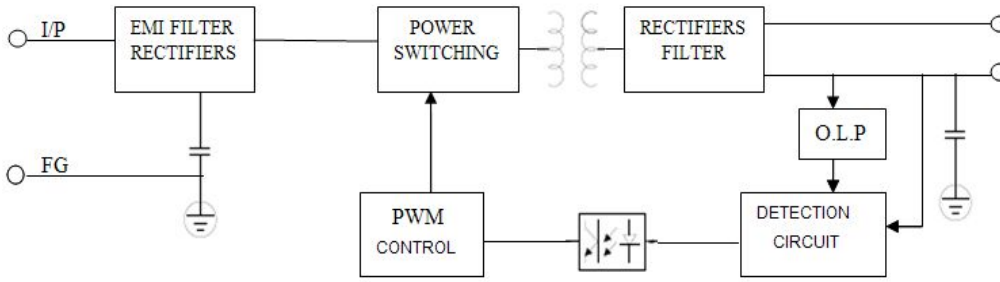 I/P
EMI FILTER
RECTIFIERS
POWER
SWITCHING
RECTIFIERS
FILTER
O.L.P
FG
PWM
CONTROL
DETECTION
CIRCUIT